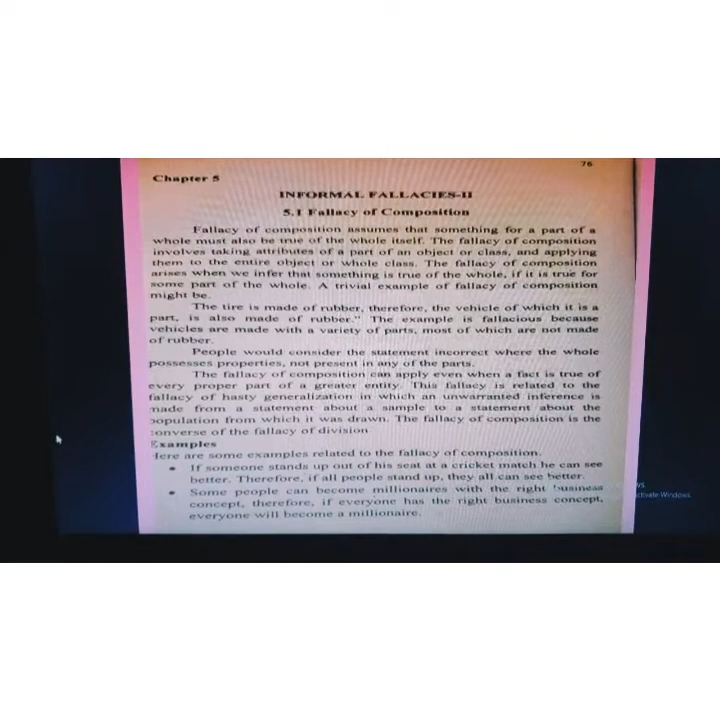 76
Chapter 5
INFORMAL FALLACIES-II
5.1 Fallacy of Composition
Fallacy of composition assumes that something for a part of a
whole must also be true of the whole itself. The fallacy of composition
involves taking attributes of a part of an object or class, and applying
them to the entire object or whole class. The fallacy of composition
arises when we infer that something is true of the whole, if it is true for
some part of the whole. A trivial example of fallacy of composition
might be.
The tire is made of rubber, therefore, the vehicle of which it is a
part, is also made of rubber." The example is fallacious because
vehicles are made with a variety of parts, most of which are not made
of rubber.
People would consider the statement incorrect where the whole
possesses properties, not present in any of the parts.
The fallacy of composition can apply even when a fact is true of
every proper part of a greater entity. This fallacy is related to the
fallacy of hasty generalization in which an unwarranted inference is
made from a statement about a sample to a statement about the
population from which it was drawn. The fallacy of composition is the
converse of the fallacy of division
Examples
Here are some examples related to the fallacy of composition.
• If someone stands up out of his seat at a cricket match he can see
better. Therefore, if all people stand up, they all can see better.
• Some people can become millionaires with the right business
concept, therefore, if everyone has the right business concept,
everyone will become a millionaire.
Windows